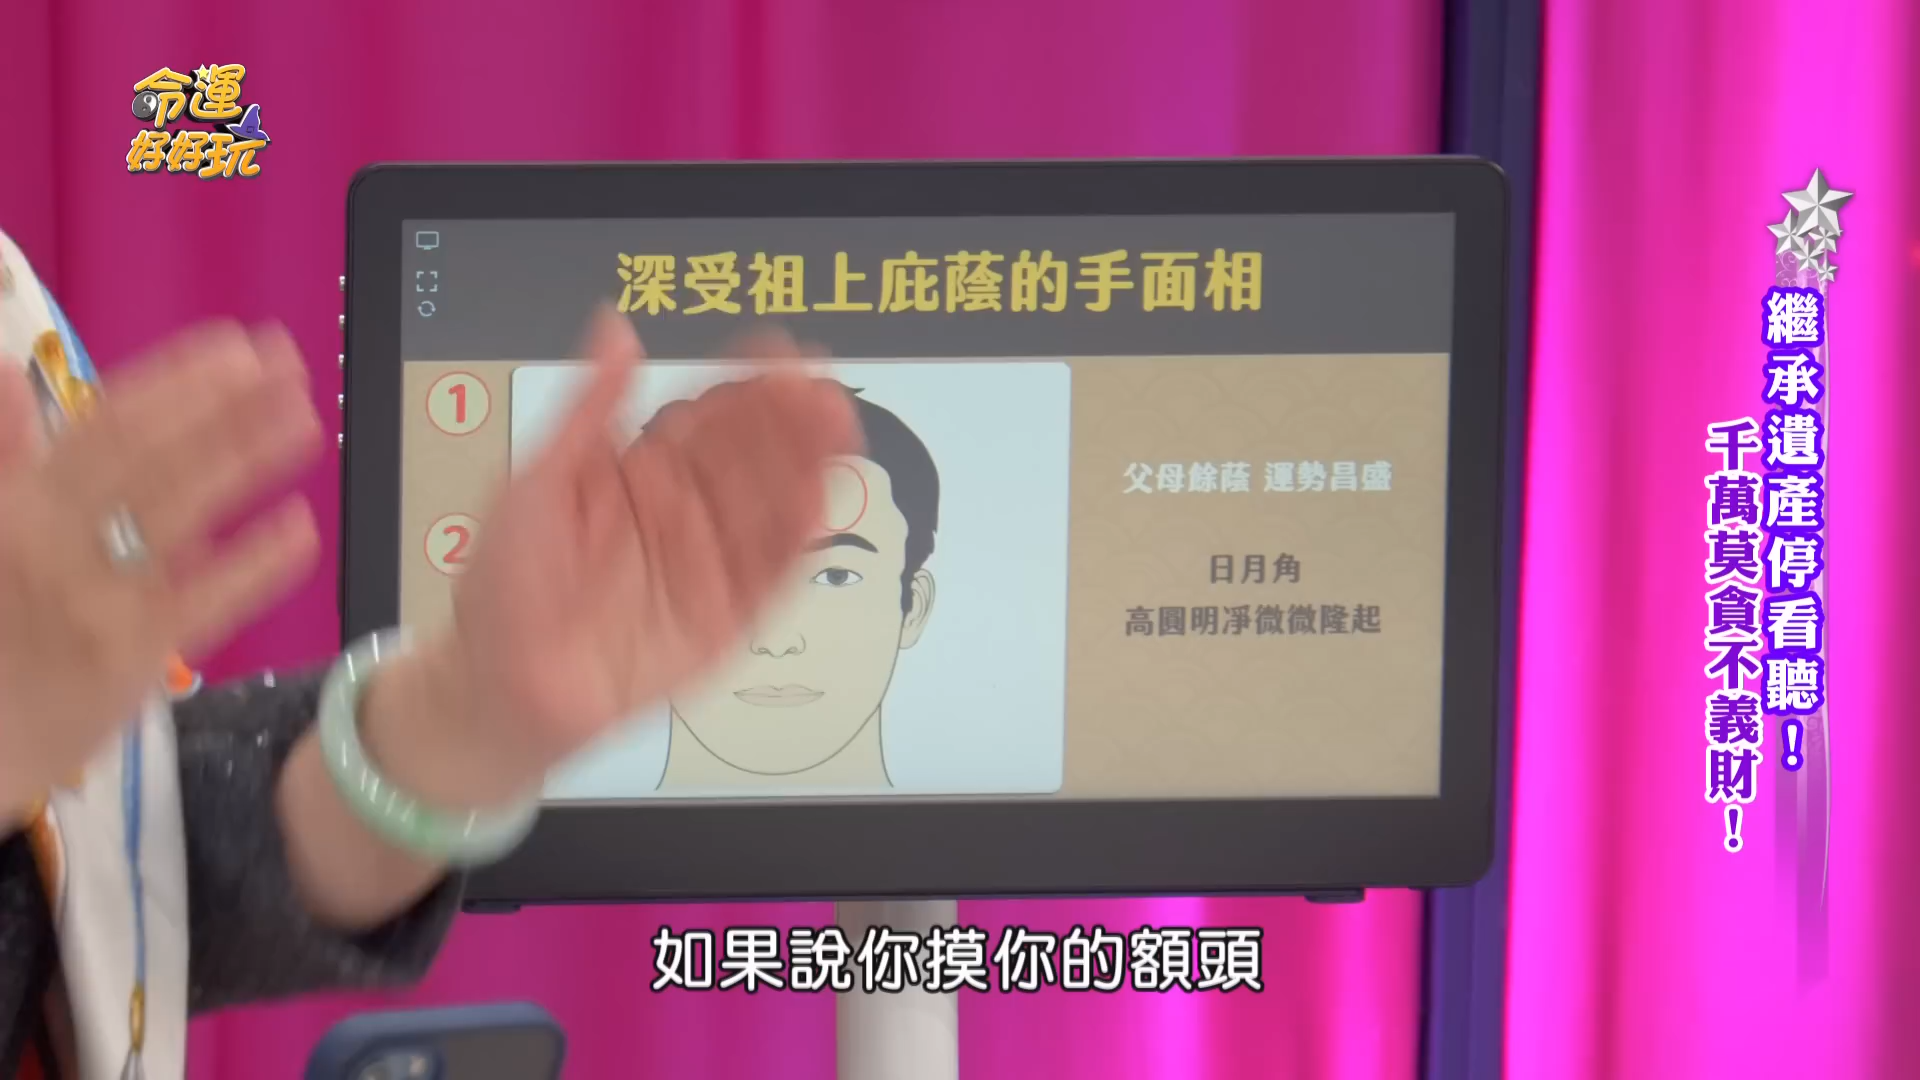 命運
好好玩
深受祖上庇蔭的手面相
1
2
父母餘蔭 運勢昌盛
日月角
高圓明凈微微隆起
繼承遺產停看聽！
千萬莫貪不義財！
如果說你摸你的額頭